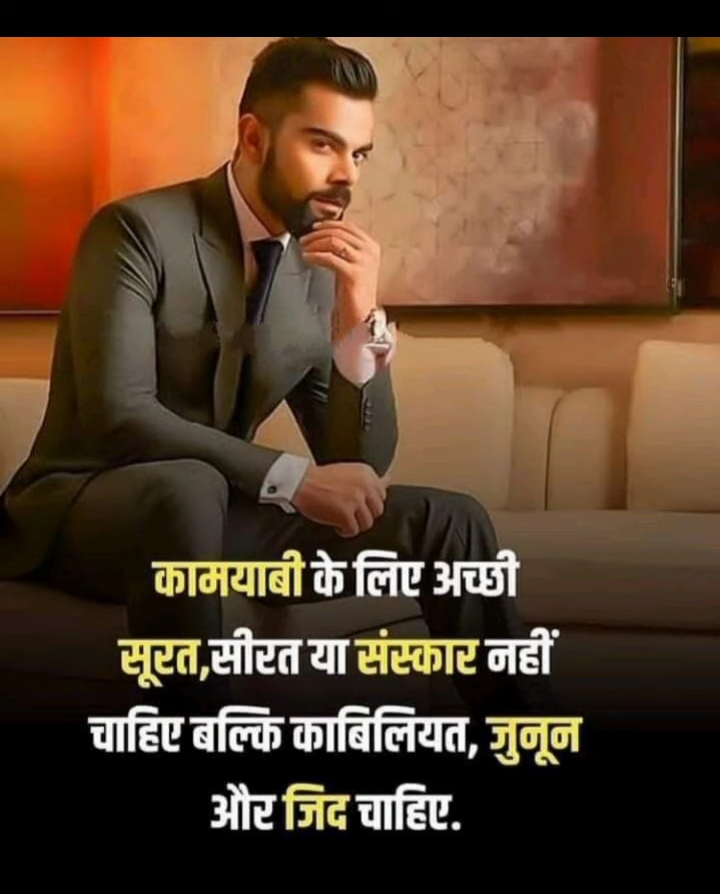 कामयाबी के लिए अच्छी
सूरत,सीरत या संस्कार नहीं
चाहिए बल्कि काबिलियत, जुनून
और जिद चाहिए.